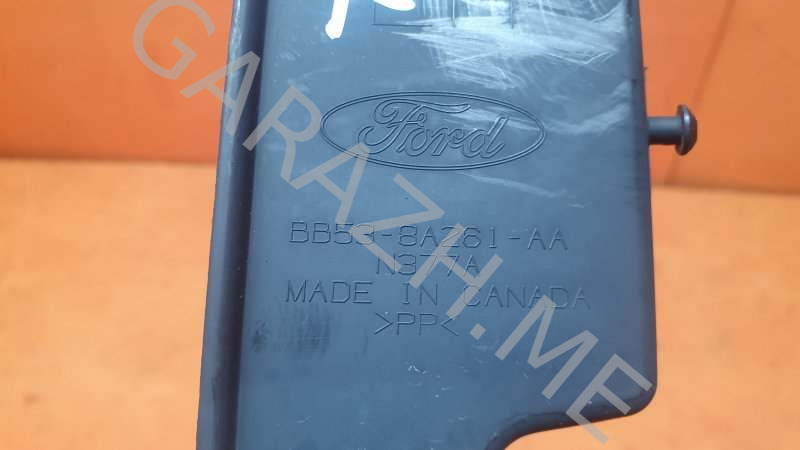 Ford
BB53-8A261-AA
N377A
MADE IN CANADA
>PP<
GARAZH.ME